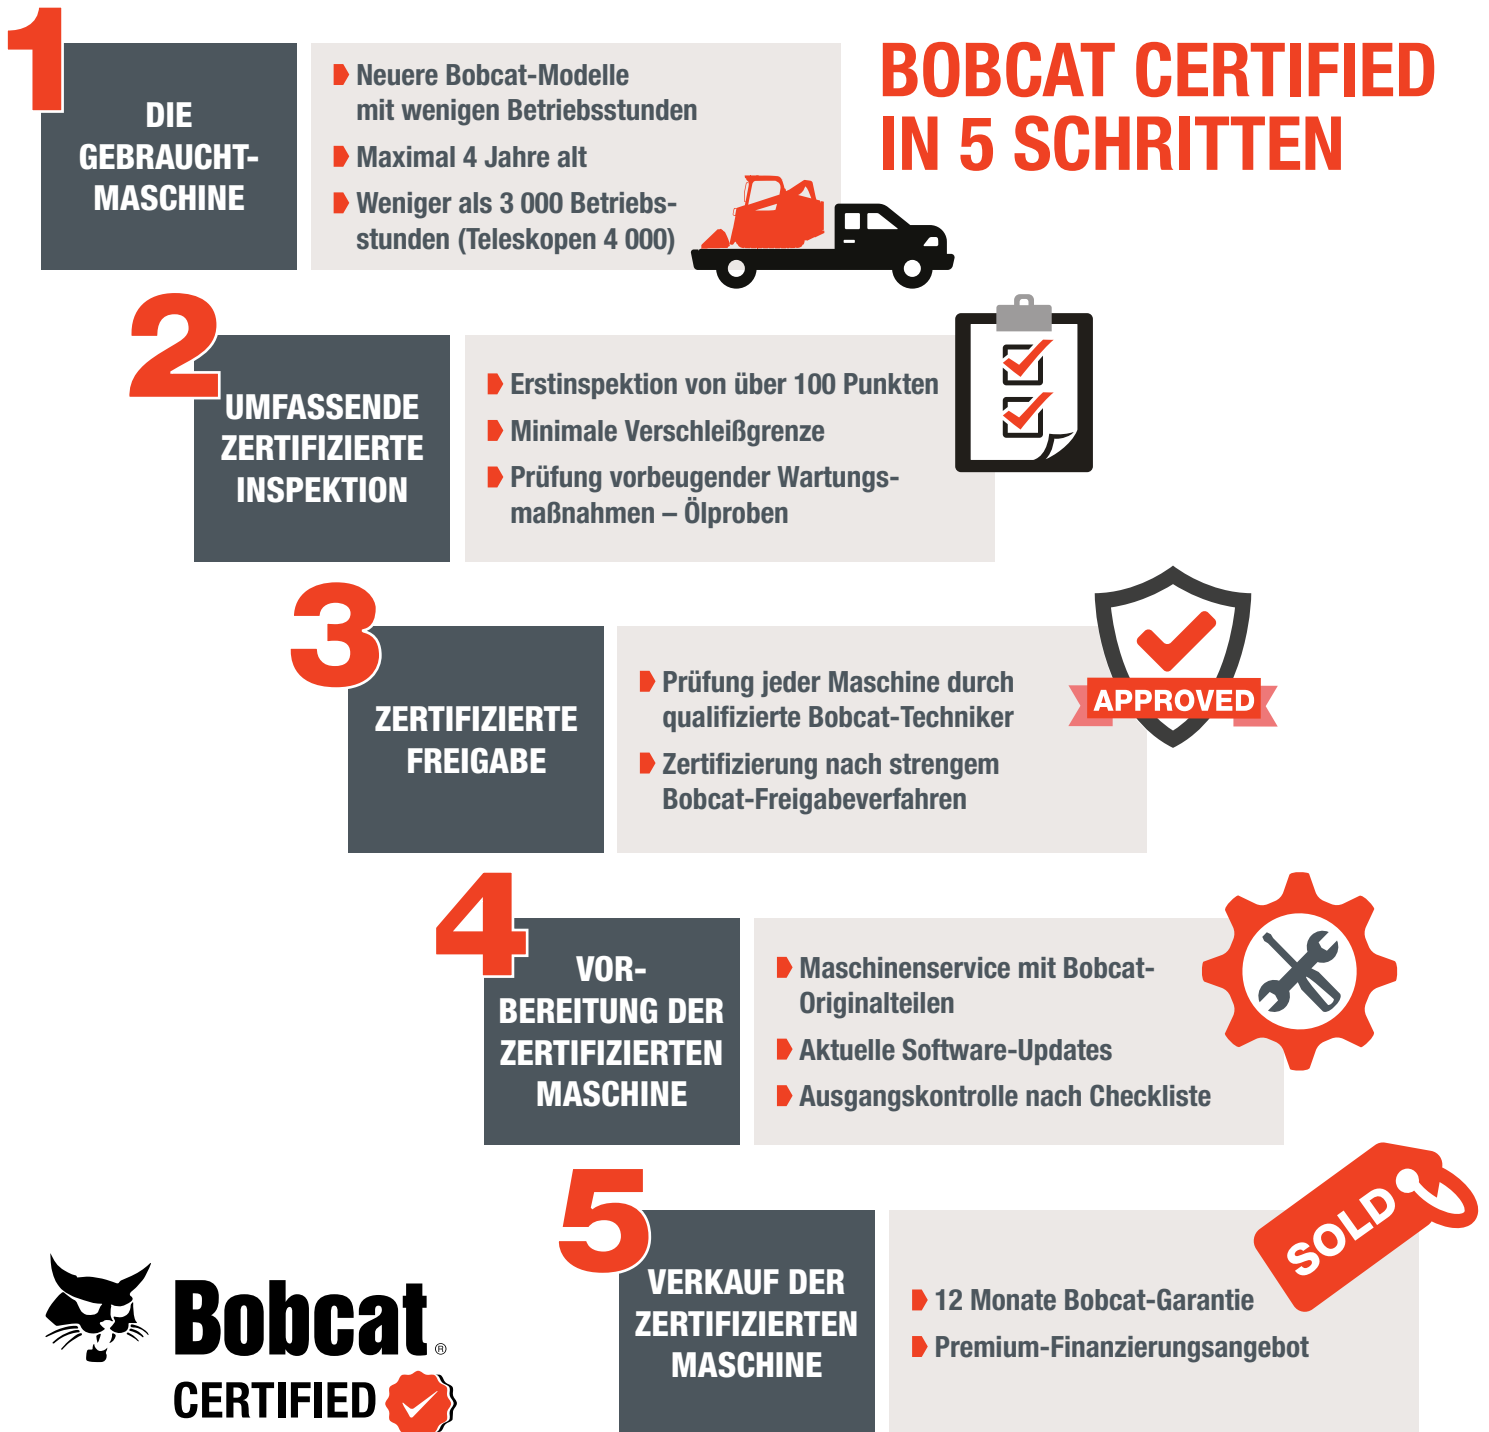 BOBCAT CERTIFIED
IN 5 SCHRITTEN
1
DIE
GEBRAUCHT-
MASCHINE
Neuere Bobcat-Modelle
mit wenigen Betriebsstunden
Maximal 4 Jahre alt
Weniger als 3 000 Betriebs-
stunden (Teleskopen 4 000)
2
UMFASSENDE
ZERTIFIZIERTE
INSPEKTION
Erstinspektion von über 100 Punkten
Minimale Verschleißgrenze
Prüfung vorbeugender Wartungs-
maßnahmen – Ölproben
3
ZERTIFIZIERTE
FREIGABE
Prüfung jeder Maschine durch
qualifizierte Bobcat-Techniker
Zertifizierung nach strengem
Bobcat-Freigabeverfahren
APPROVED
4
VOR-
BEREITUNG DER
ZERTIFIZIERTEN
MASCHINE
Maschinenservice mit Bobcat-
Originalteilen
Aktuelle Software-Updates
Ausgangskontrolle nach Checkliste
5
VERKAUF DER
ZERTIFIZIERTEN
MASCHINE
12 Monate Bobcat-Garantie
Premium-Finanzierungsangebot
SOLD
Bobcat®
CERTIFIED